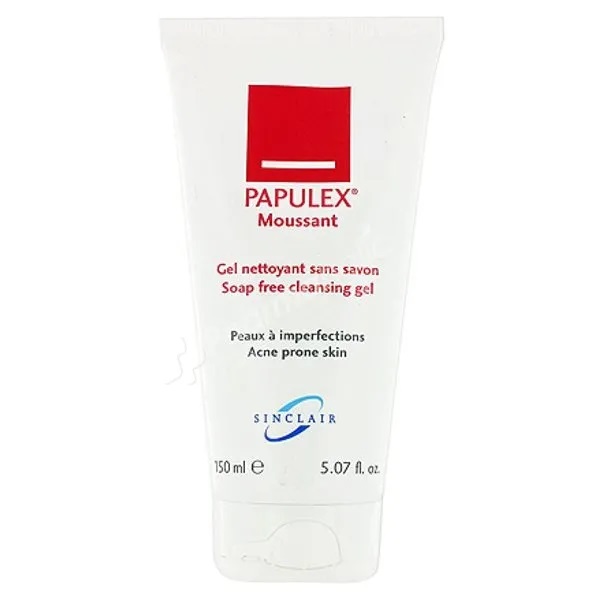 PAPULEX®
Moussant
Gel nettoyant sans savon
Soap free cleansing gel
Peaux à imperfections
Acne prone skin
SINCLAIR
150 ml ℮ 5.07 fl. oz.